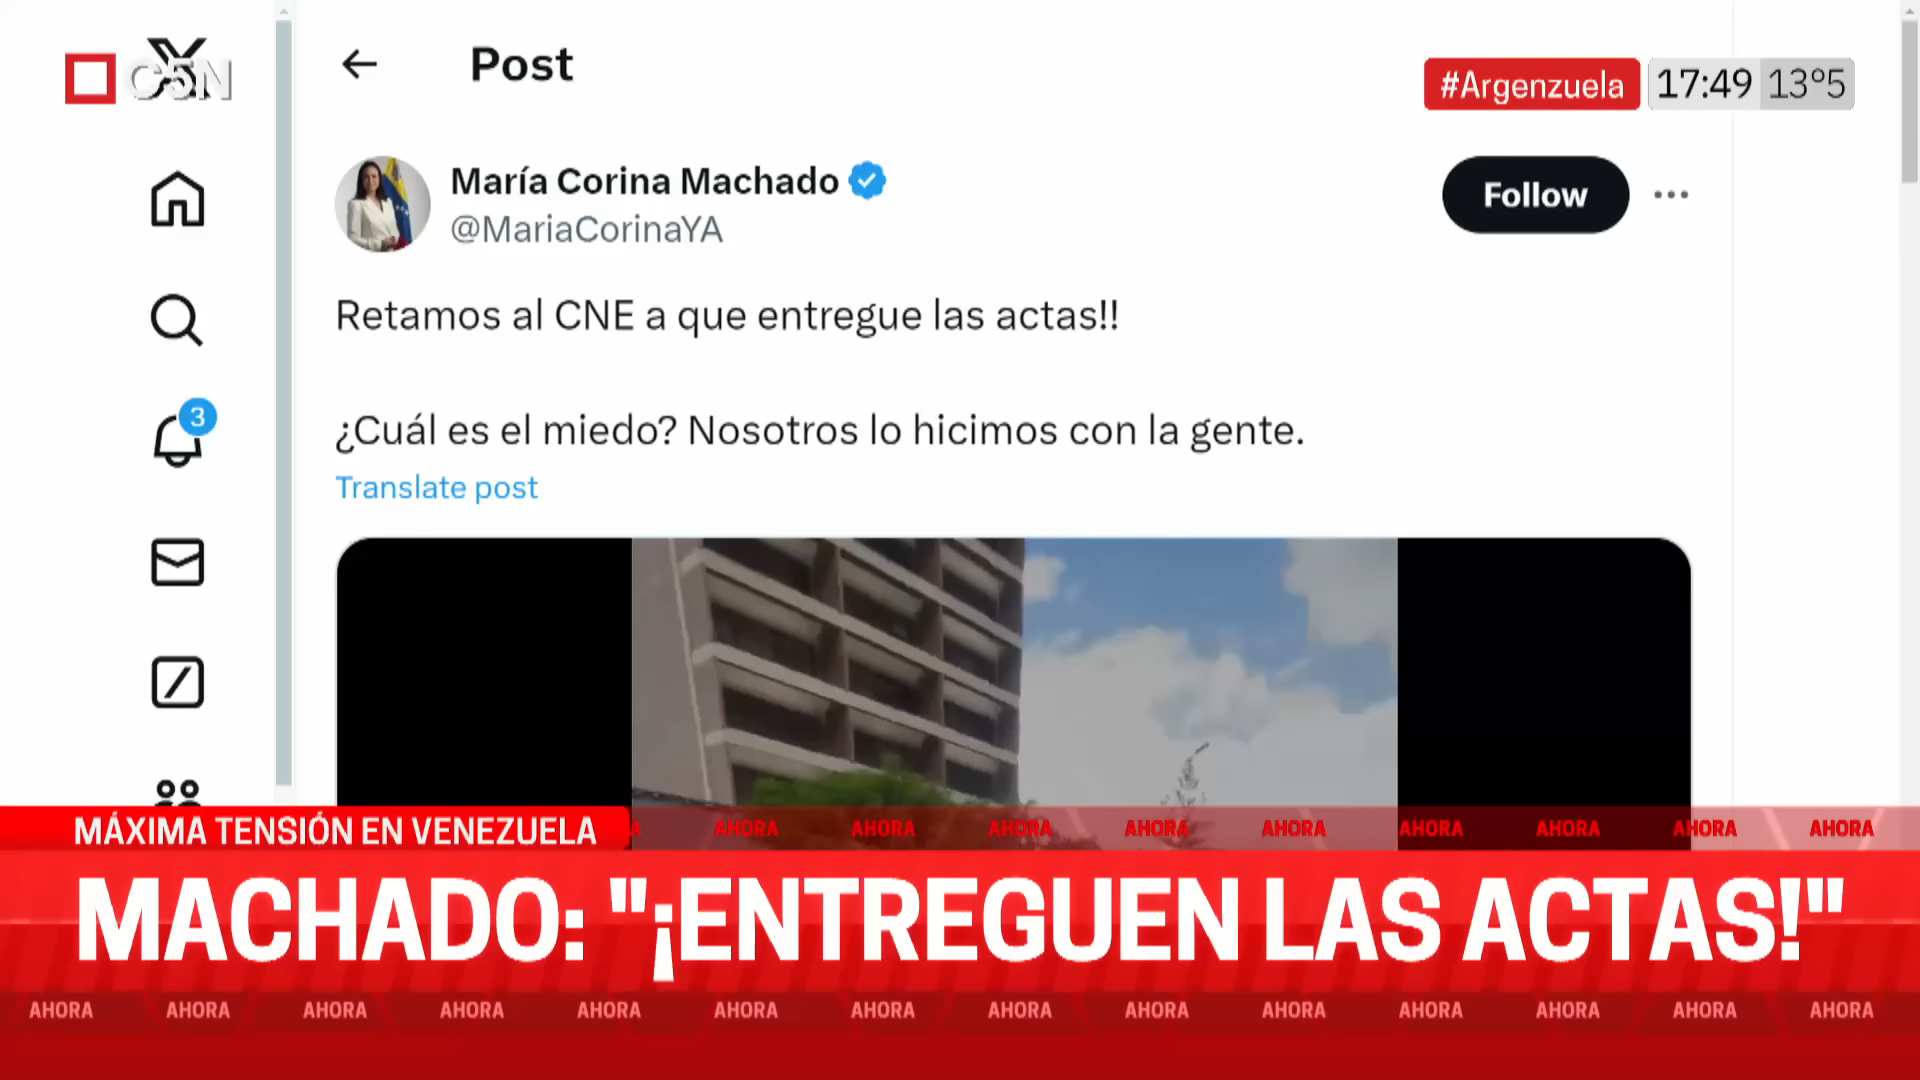 C5N
Post
#Argenzuela
17:49
13°5
María Corina Machado
@MariaCorinaYA
Follow
Retamos al CNE a que entregue las actas!!
¿Cuál es el miedo? Nosotros lo hicimos con la gente.
Translate post
3
MÁXIMA TENSIÓN EN VENEZUELA
AHORA AHORA AHORA AHORA AHORA AHORA AHORA AHORA AHORA
MACHADO: "¡ENTREGUEN LAS ACTAS!"
AHORA AHORA AHORA AHORA AHORA AHORA AHORA AHORA AHORA AHORA AHORA AHORA AHORA AHORA